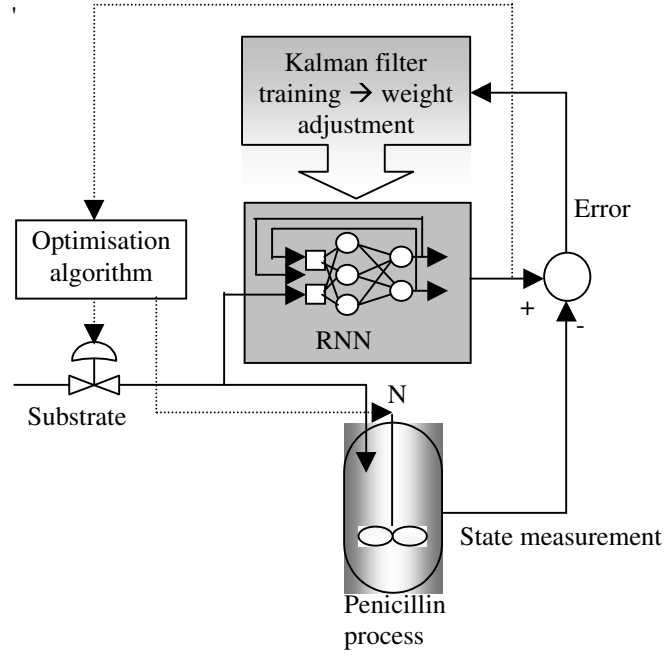 '
Kalman filter
training → weight
adjustment
Error
Optimisation
algorithm
+
-
RNN
N
Substrate
State measurement
Penicillin
process